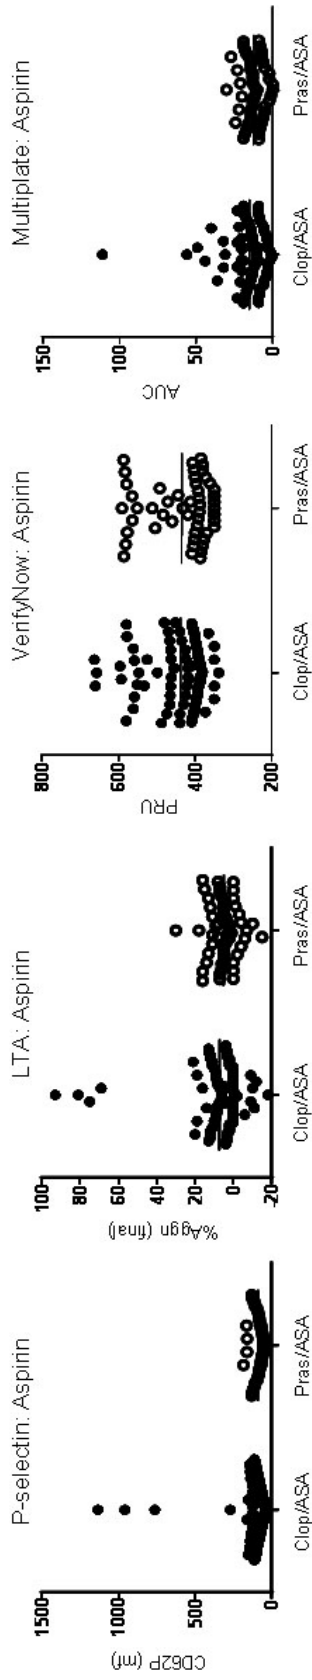 P-selectin: Aspirin
CD62P (mf)
1500
1000
500
0
Clop/ASA
Pras/ASA
LTA: Aspirin
%Aggn (final)
100
80
60
40
20
0
-20
Clop/ASA
Pras/ASA
VerifyNow: Aspirin
PRU
800
600
400
200
Clop/ASA
Pras/ASA
Multiplate: Aspirin
AUC
150
100
50
0
Clop/ASA
Pras/ASA